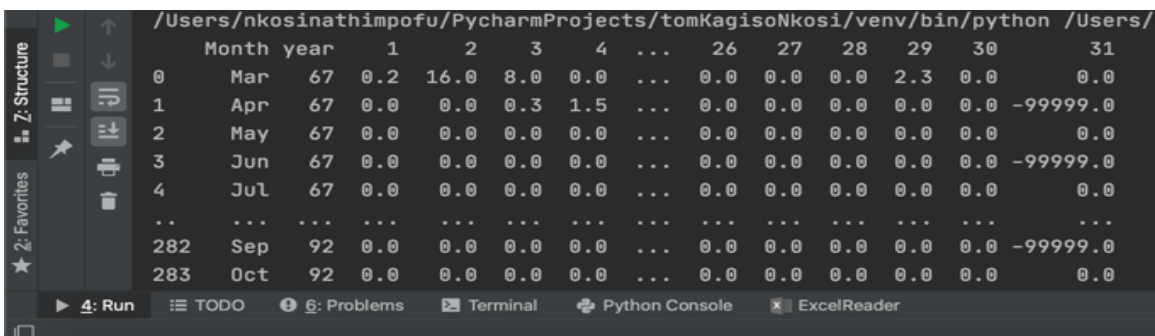 /Users/nkosinathimpofu/PycharmProjects/tomKagisoNkosi/venv/bin/python /Users/
Month year 1 2 3 4 ... 26 27 28 29 30 31
0 Mar 67 0.2 16.0 8.0 0.0 ... 0.0 0.0 0.0 2.3 0.0 0.0
1 Apr 67 0.0 0.0 0.3 1.5 ... 0.0 0.0 0.0 0.0 0.0 -99999.0
2 May 67 0.0 0.0 0.0 0.0 ... 0.0 0.0 0.0 0.0 0.0 0.0
3 Jun 67 0.0 0.0 0.0 0.0 ... 0.0 0.0 0.0 0.0 0.0 -99999.0
4 Jul 67 0.0 0.0 0.0 0.0 ... 0.0 0.0 0.0 0.0 0.0 0.0
.. ... ... ... ... ... ... ... ... ... ... ... ... ...
282 Sep 92 0.0 0.0 0.0 0.0 ... 0.0 0.0 0.0 0.0 0.0 -99999.0
283 Oct 92 0.0 0.0 0.0 0.0 ... 0.0 0.0 0.0 0.0 0.0 0.0
Z: Structure
2: Favorites
4: Run TODO 6: Problems Terminal Python Console ExcelReader